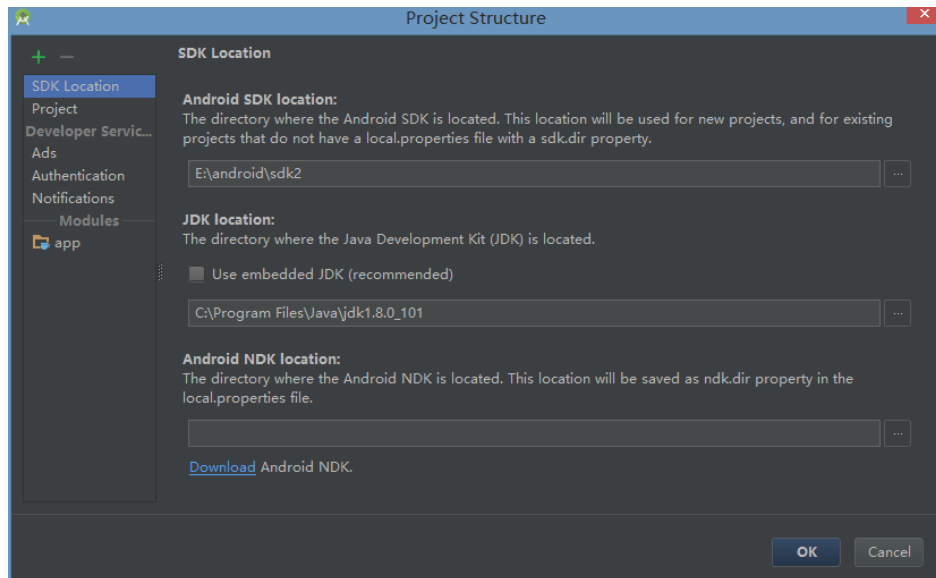 Project Structure
+ −
SDK Location
Project
Developer Servic...
Ads
Authentication
Notifications
Modules
app
SDK Location
Android SDK location:
The directory where the Android SDK is located. This location will be used for new projects, and for existing
projects that do not have a local.properties file with a sdk.dir property.
E:\android\sdk2
...
JDK location:
The directory where the Java Development Kit (JDK) is located.
Use embedded JDK (recommended)
C:\Program Files\Java\jdk1.8.0_101
...
Android NDK location:
The directory where the Android NDK is located. This location will be saved as ndk.dir property in the
local.properties file.
...
Download Android NDK.
OK
Cancel